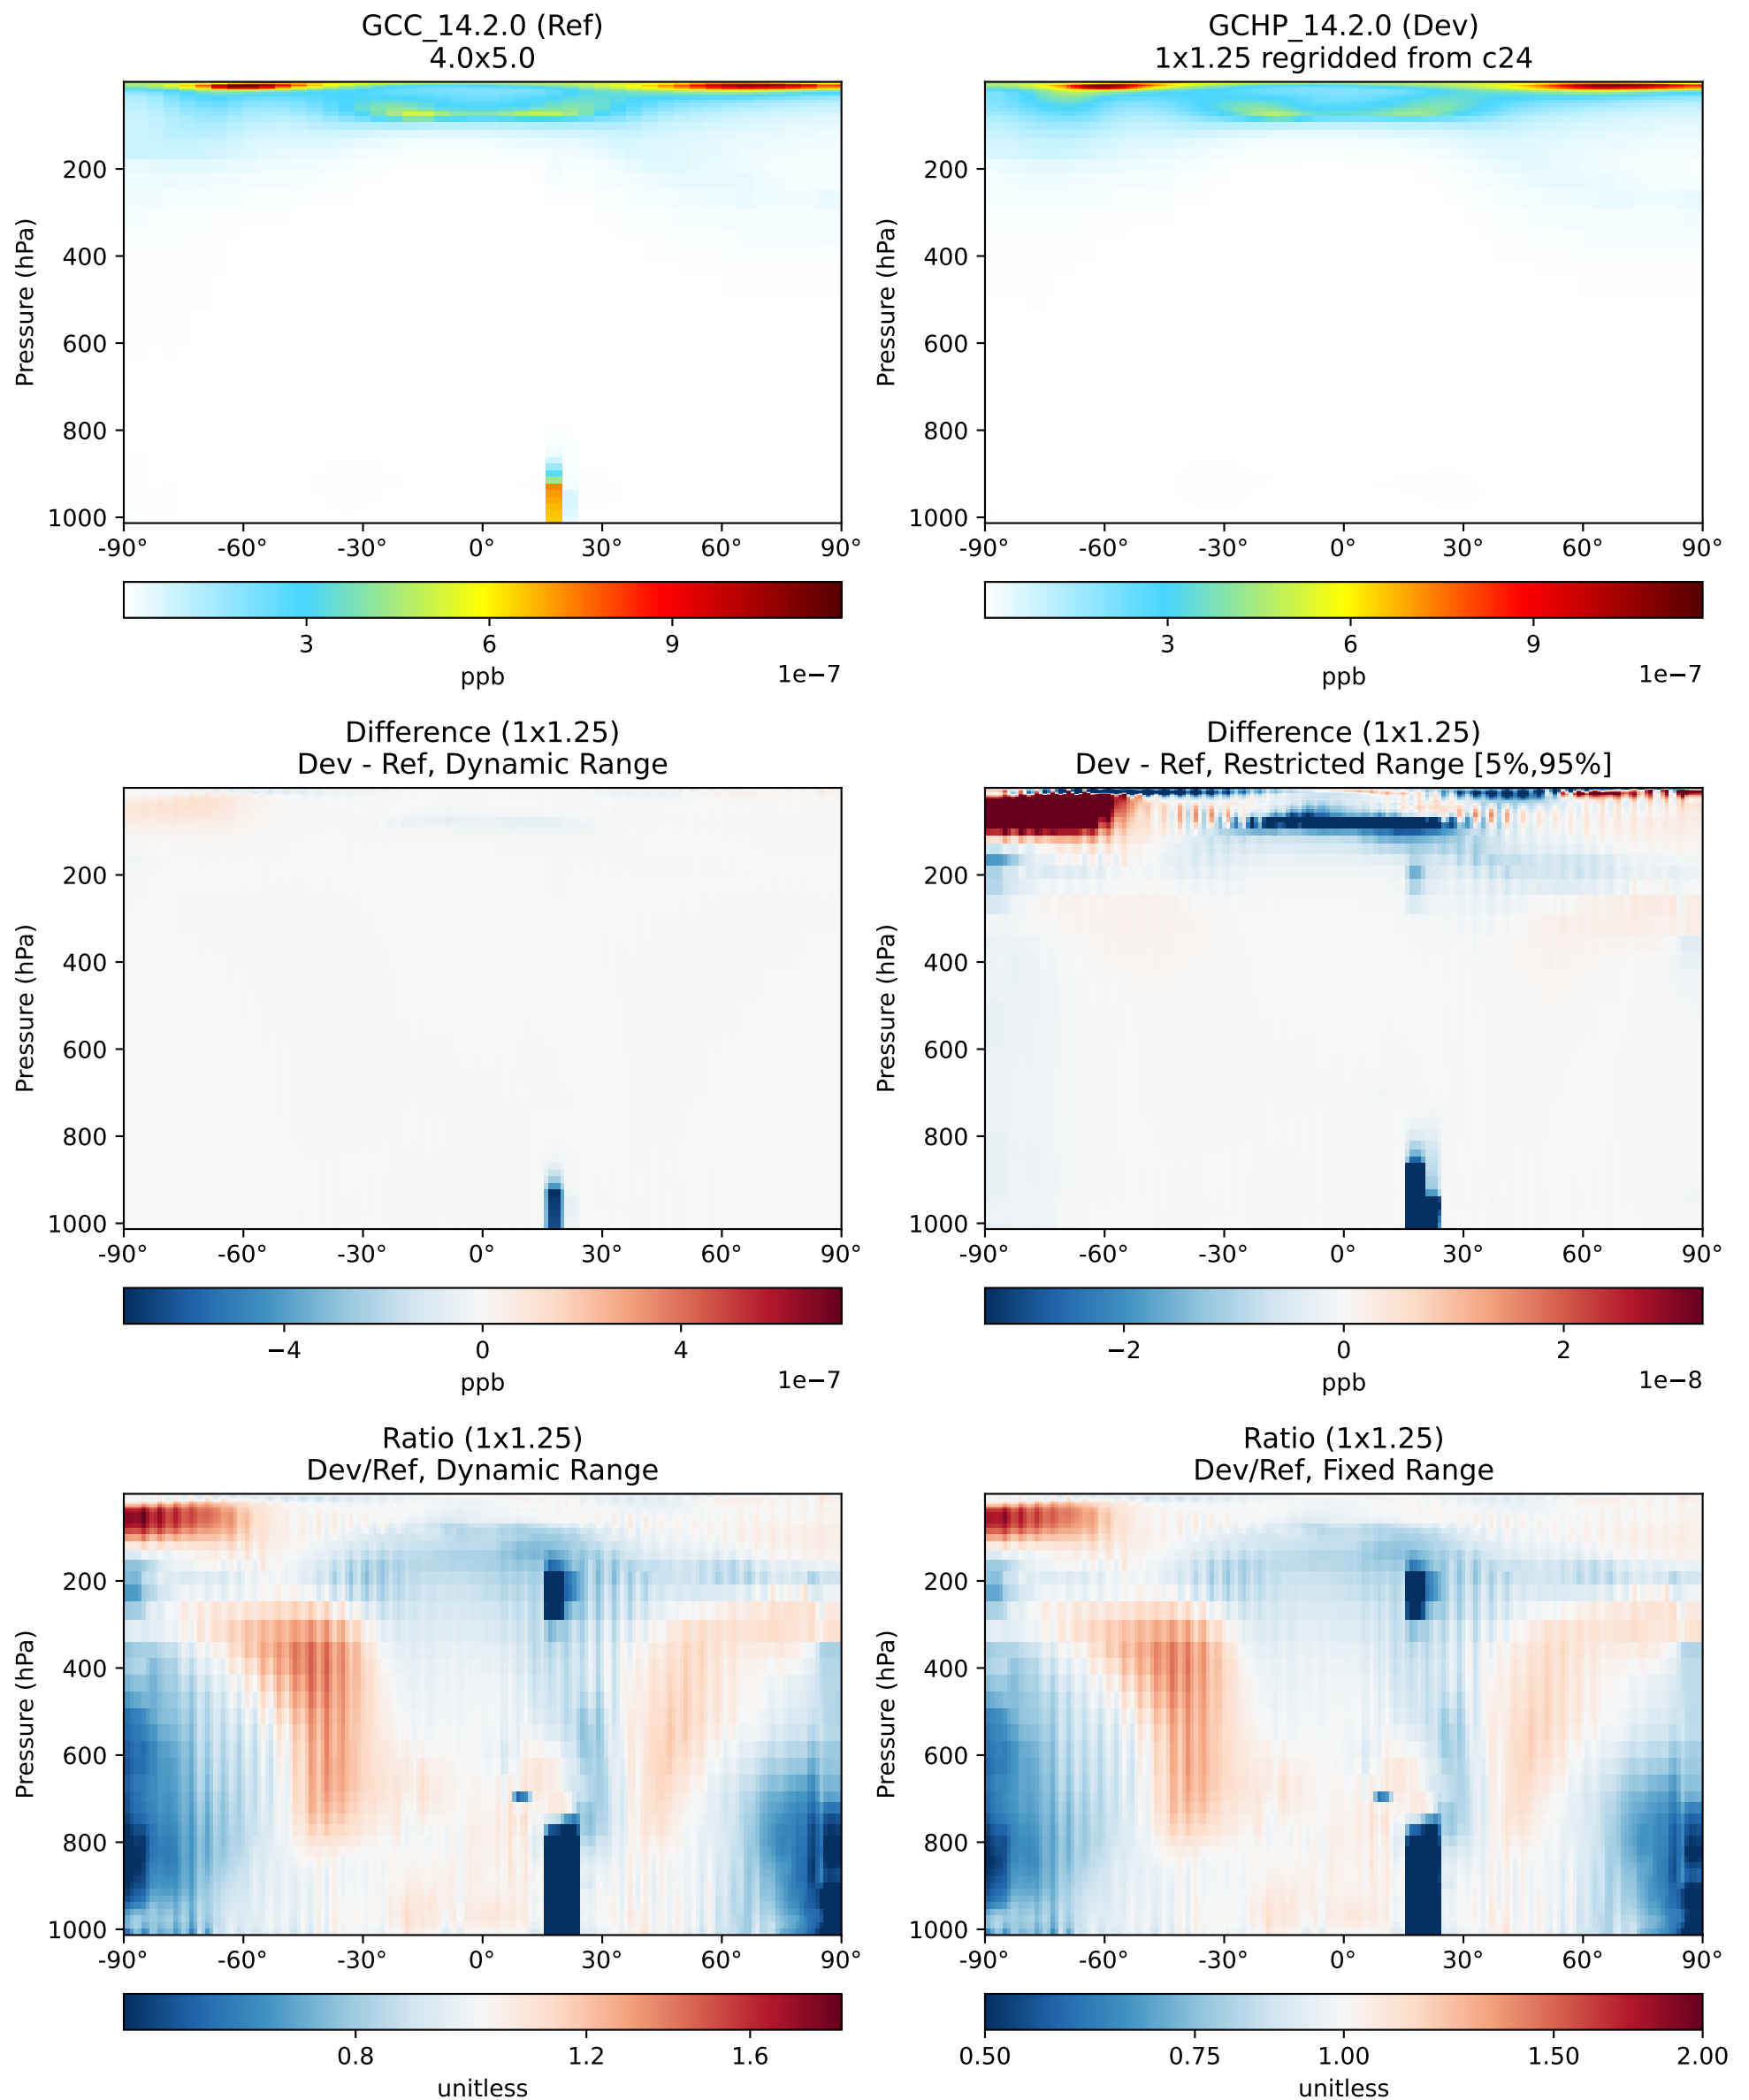 GCC_14.2.0 (Ref)
4.0x5.0
Pressure (hPa)
200
400
600
800
1000
-90° -60° -30° 0° 30° 60° 90°
3 6 9
ppb 1e−7
GCHP_14.2.0 (Dev)
1x1.25 regridded from c24
Pressure (hPa)
200
400
600
800
1000
-90° -60° -30° 0° 30° 60° 90°
3 6 9
ppb 1e−7
Difference (1x1.25)
Dev - Ref, Dynamic Range
Pressure (hPa)
200
400
600
800
1000
-90° -60° -30° 0° 30° 60° 90°
−4 0 4
ppb 1e−7
Difference (1x1.25)
Dev - Ref, Restricted Range [5%,95%]
Pressure (hPa)
200
400
600
800
1000
-90° -60° -30° 0° 30° 60° 90°
−2 0 2
ppb 1e−8
Ratio (1x1.25)
Dev/Ref, Dynamic Range
Pressure (hPa)
200
400
600
800
1000
-90° -60° -30° 0° 30° 60° 90°
0.8 1.2 1.6
unitless
Ratio (1x1.25)
Dev/Ref, Fixed Range
Pressure (hPa)
200
400
600
800
1000
-90° -60° -30° 0° 30° 60° 90°
0.50 0.75 1.00 1.50 2.00
unitless